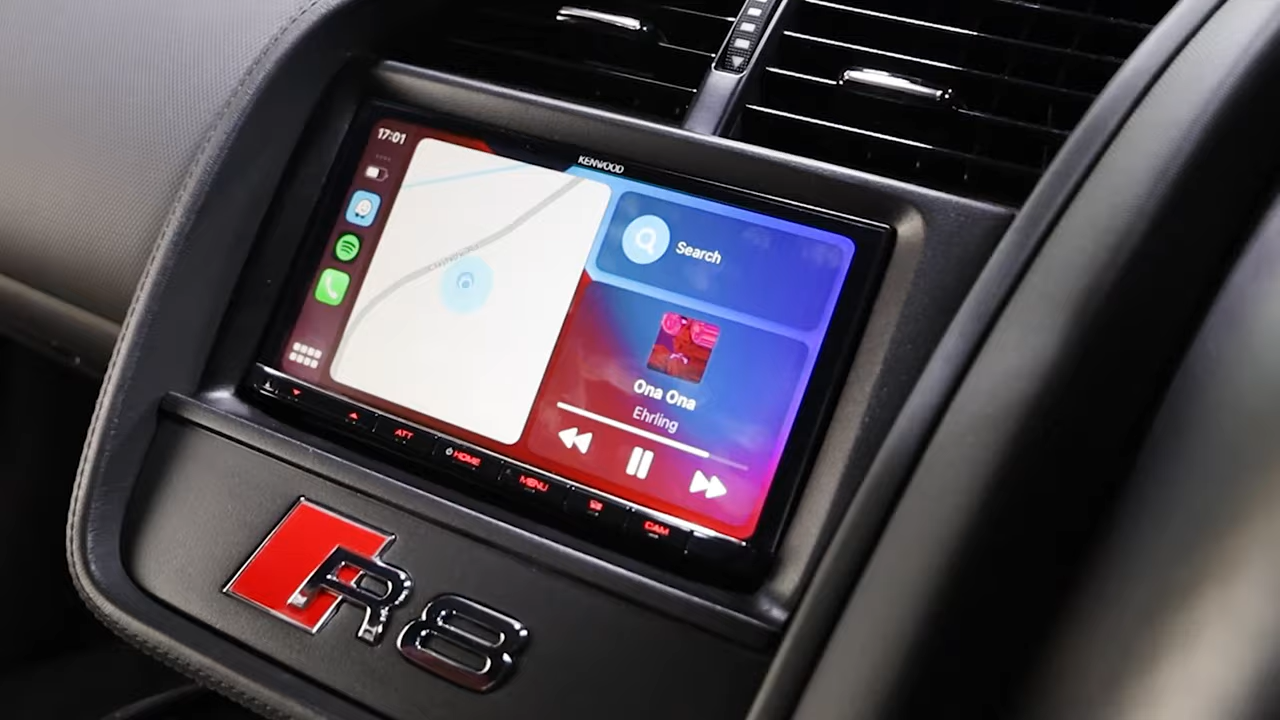 KENWOOD
17:01
Search
Ona Ona
Ehrling
ATT
HOME
MENU
CAM
R8